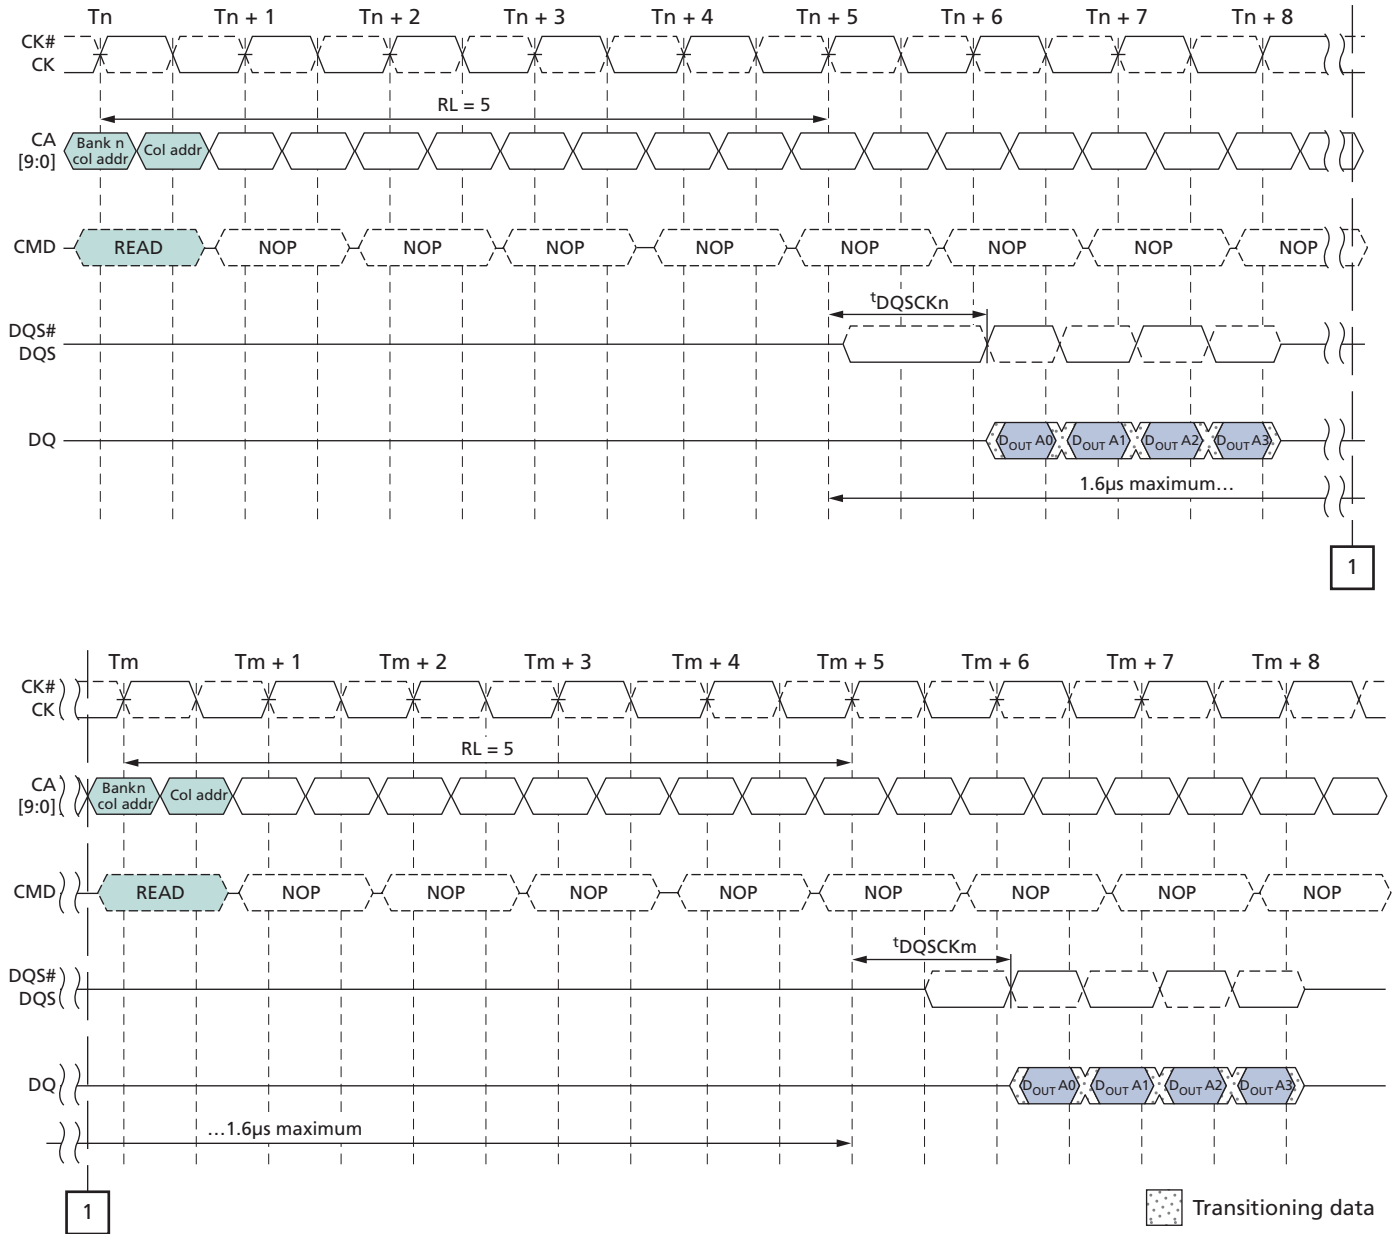 Tn Tn + 1 Tn + 2 Tn + 3 Tn + 4 Tn + 5 Tn + 6 Tn + 7 Tn + 8
CK#
CK
RL = 5
CA
[9:0]
Bank n
col addr
Col addr
CMD READ NOP NOP NOP NOP NOP NOP NOP NOP
tDQSCKn
DQS#
DQS
DQ DOUT A0 DOUT A1 DOUT A2 DOUT A3
1.6µs maximum…
1
Tm Tm + 1 Tm + 2 Tm + 3 Tm + 4 Tm + 5 Tm + 6 Tm + 7 Tm + 8
CK#
CK
RL = 5
CA
[9:0]
Bankn
col addr
Col addr
CMD READ NOP NOP NOP NOP NOP NOP NOP NOP
tDQSCKm
DQS#
DQS
DQ DOUT A0 DOUT A1 DOUT A2 DOUT A3
…1.6µs maximum
1
Transitioning data